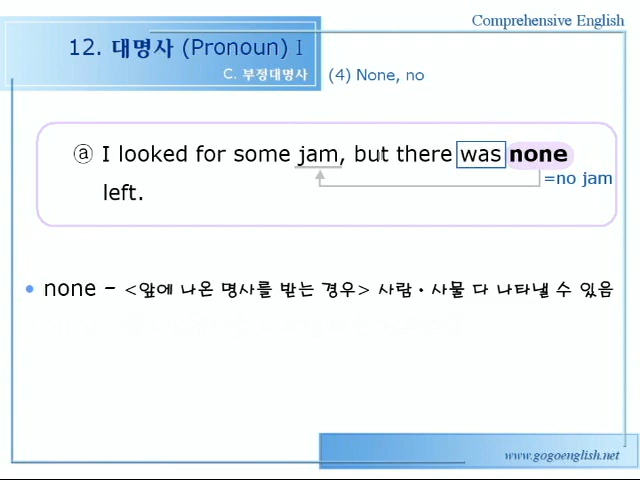 Comprehensive English
12. 대명사 (Pronoun) I
C. 부정대명사
(4) None, no
ⓐ I looked for some jam, but there was none
=no jam
left.
• none – <앞에 나온 명사를 받는 경우> 사람·사물 다 나타낼 수 있음
www.gogoenglish.net